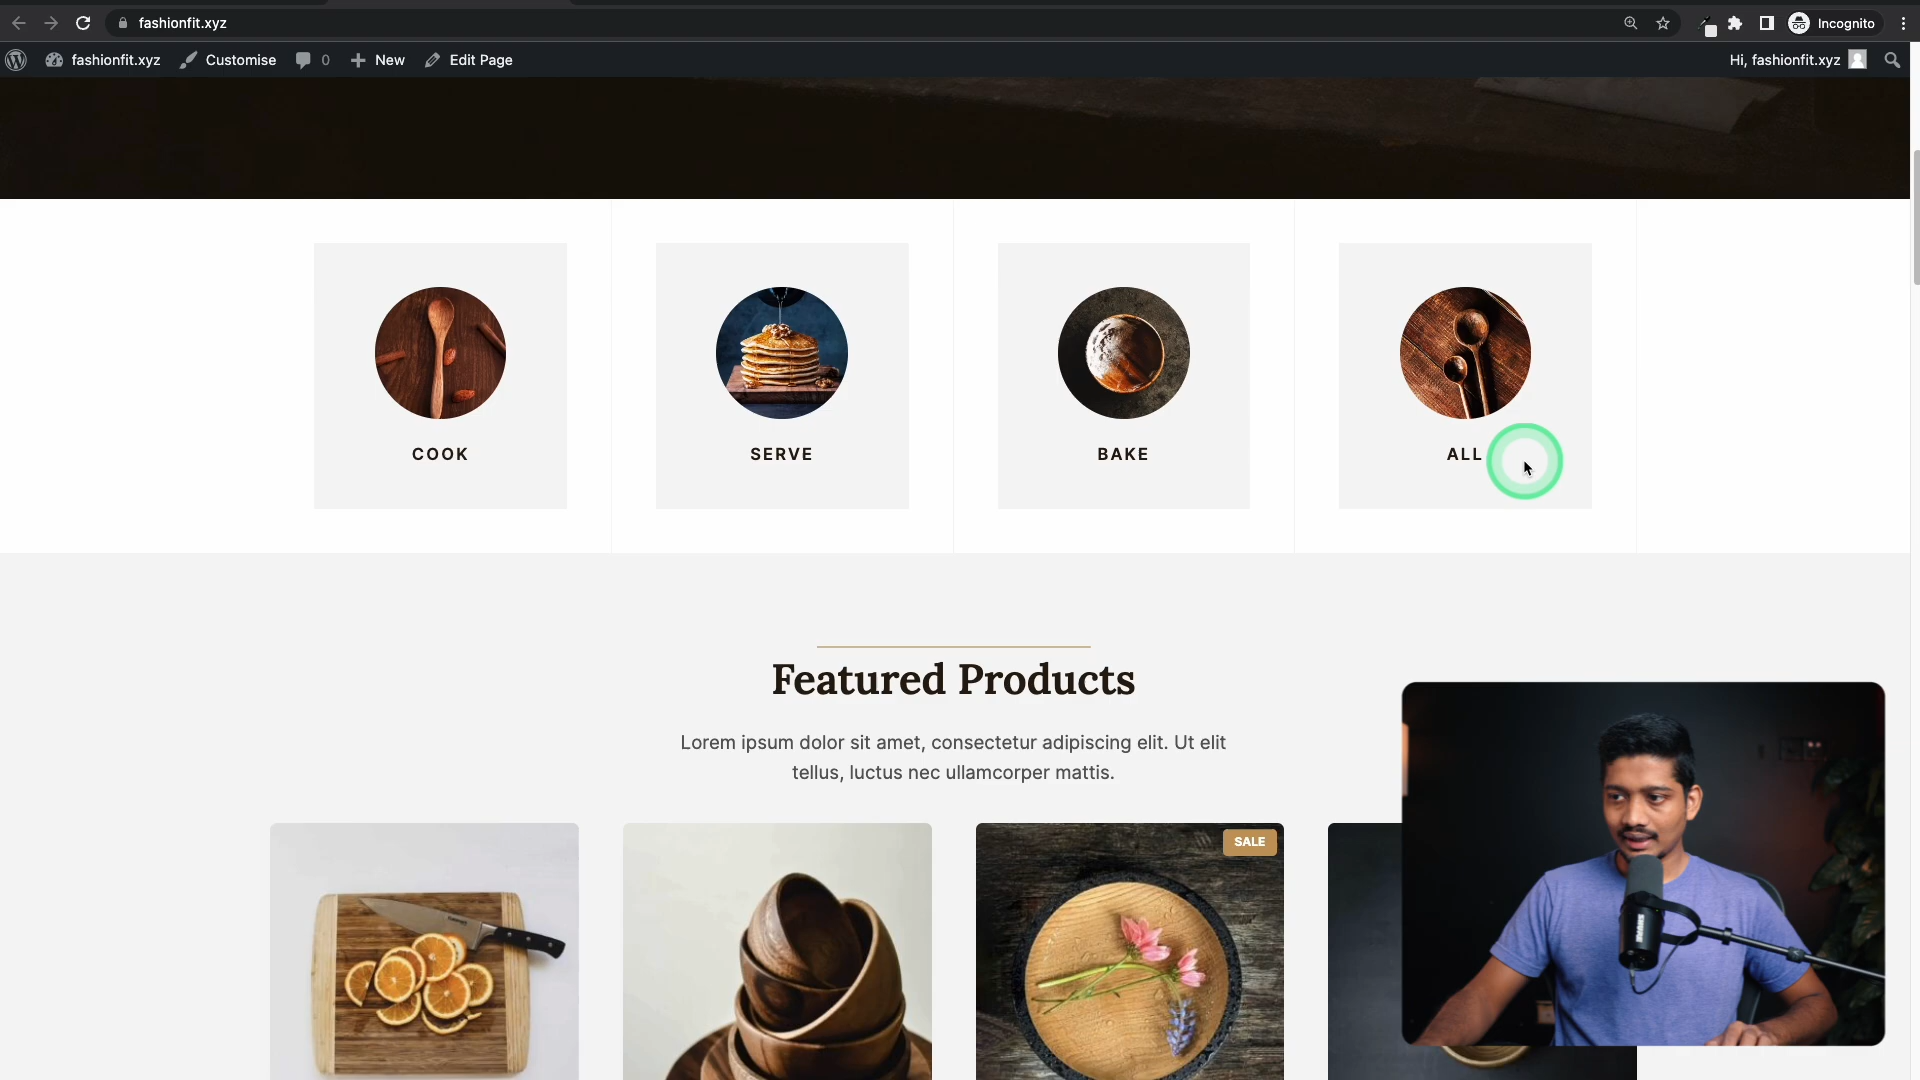 fashionfit.xyz
Incognito
fashionfit.xyz
Customise
0
New
Edit Page
Hi, fashionfit.xyz
COOK
SERVE
BAKE
ALL
Featured Products
Lorem ipsum dolor sit amet, consectetur adipiscing elit. Ut elit
tellus, luctus nec ullamcorper mattis.
SALE
SHURE